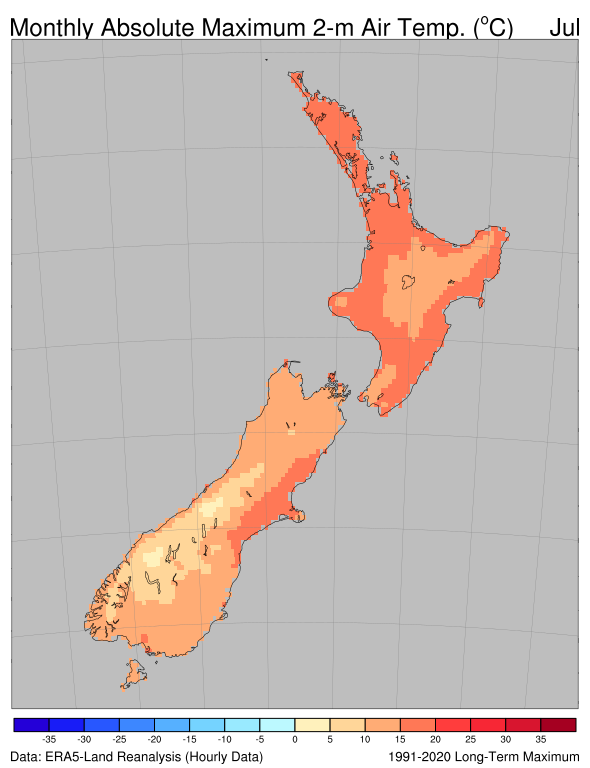 Monthly Absolute Maximum 2-m Air Temp. (°C) Jul
-35 -30 -25 -20 -15 -10 -5 0 5 10 15 20 25 30 35
Data: ERA5-Land Reanalysis (Hourly Data) 1991-2020 Long-Term Maximum